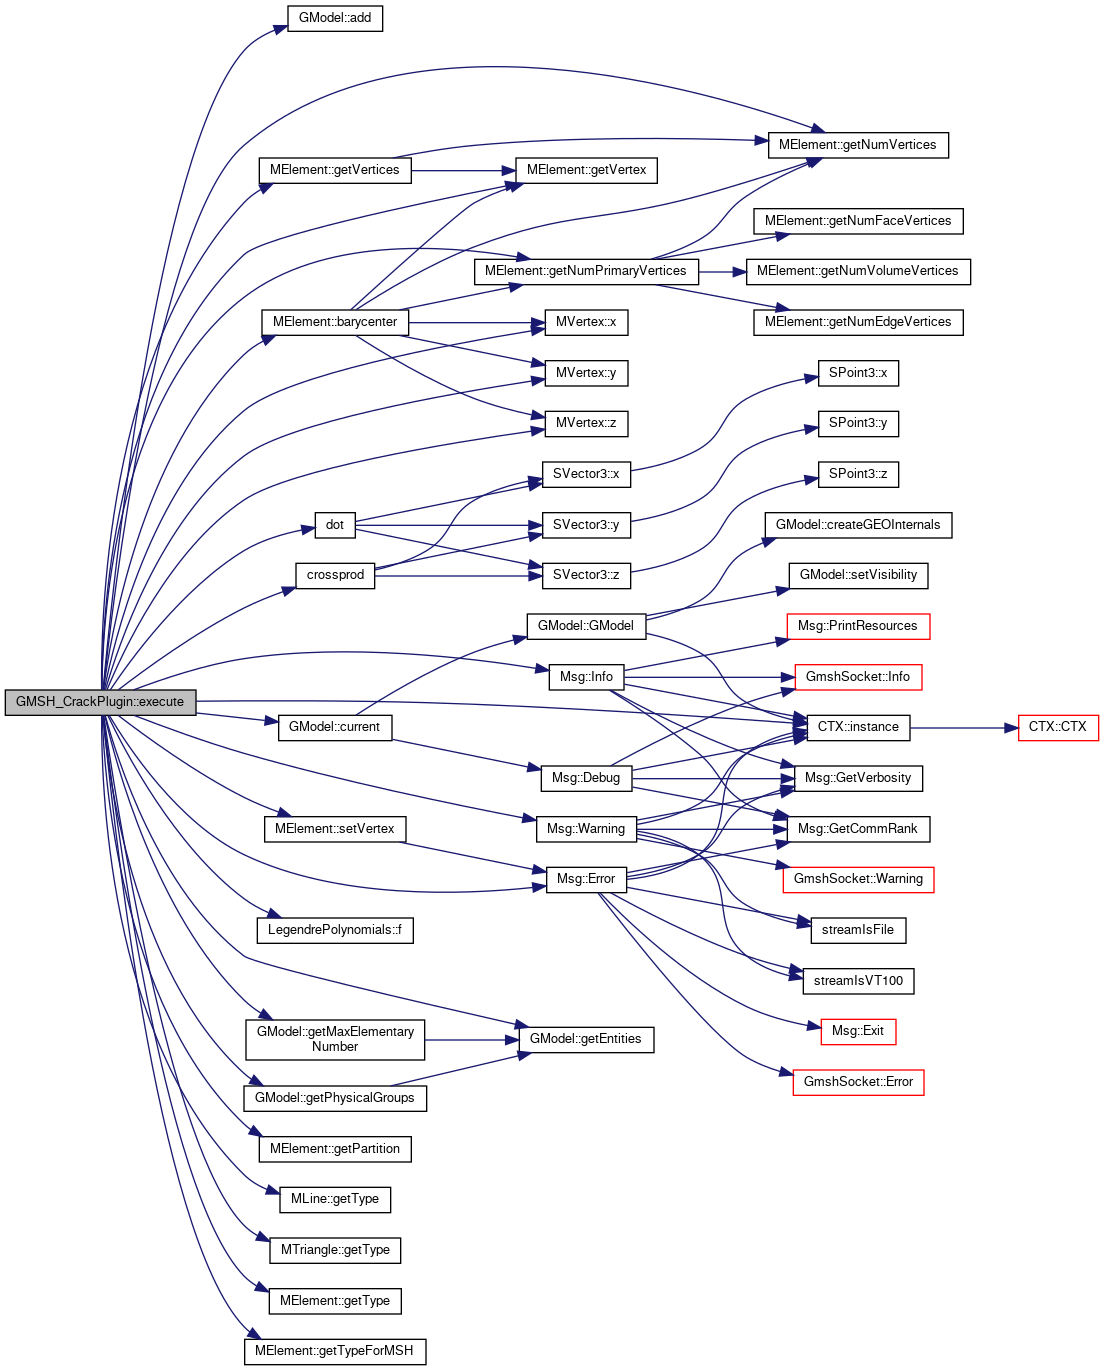 GModel::add
MElement::getNumVertices
MElement::getVertices
MElement::getVertex
MElement::getNumFaceVertices
MElement::getNumPrimaryVertices
MElement::getNumVolumeVertices
MElement::barycenter
MVertex::x
MElement::getNumEdgeVertices
MVertex::y
SPoint3::x
MVertex::z
SPoint3::y
SVector3::x
SPoint3::z
dot
SVector3::y
GModel::createGEOInternals
crossprod
SVector3::z
GModel::setVisibility
GModel::GModel
Msg::PrintResources
Msg::Info
GmshSocket::Info
GMSH_CrackPlugin::execute
GModel::current
CTX::instance
CTX::CTX
Msg::Debug
Msg::GetVerbosity
MElement::setVertex
Msg::Warning
Msg::GetCommRank
Msg::Error
GmshSocket::Warning
LegendrePolynomials::f
streamIsFile
streamIsVT100
GModel::getMaxElementary
Number
GModel::getEntities
Msg::Exit
GmshSocket::Error
GModel::getPhysicalGroups
MElement::getPartition
MLine::getType
MTriangle::getType
MElement::getType
MElement::getTypeForMSH